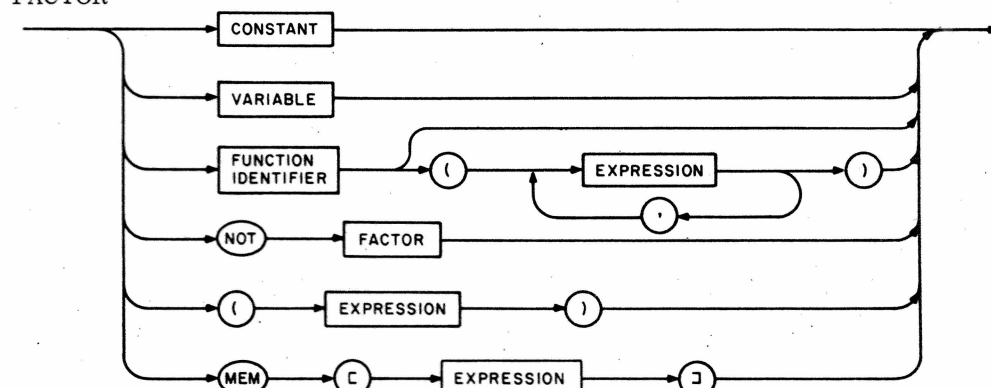 FACTOR
CONSTANT
VARIABLE
FUNCTION
IDENTIFIER
( EXPRESSION )
,
NOT FACTOR
( EXPRESSION )
MEM [ EXPRESSION ]